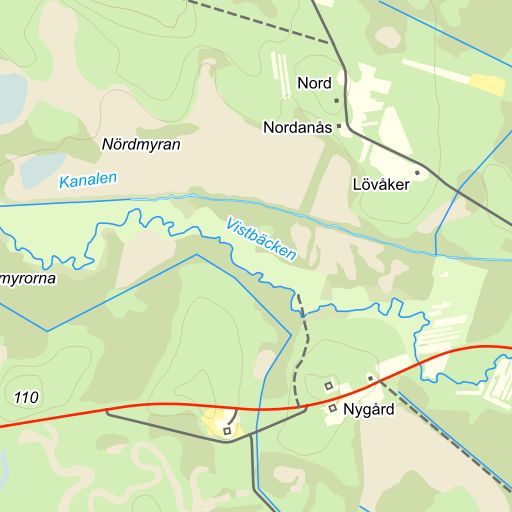 Nord
Nordanås
Nördmyran
Kanalen
Lövåker
Vistbäcken
myrorna
110
Nygård